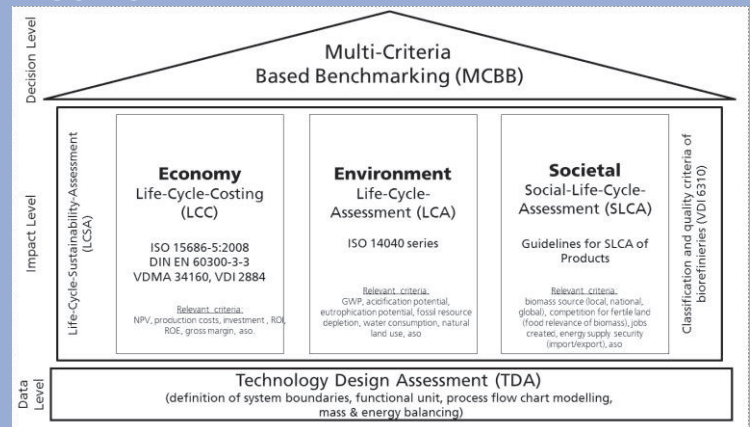 Decision Level
Multi-Criteria
Based Benchmarking (MCBB)
Impact Level
Life-Cycle-Sustainability-Assessment
(LCSA)
Economy
Life-Cycle-Costing
(LCC)
ISO 15686-5:2008
DIN EN 60300-3-3
VDMA 34160, VDI 2884
Relevant criteria:
NPV, production costs, investment , ROI,
ROE, gross margin, aso.
Environment
Life-Cycle-
Assessment (LCA)
ISO 14040 series
Relevant criteria:
GWP, acidification potential,
eutrophication potential, fossil resource
depletion, water consumption, natural
land use, aso
Societal
Social-Life-Cycle-
Assessment (SLCA)
Guidelines for SLCA of
Products
Relevant criteria:
biomass source (local, national,
global), competition for fertile land
(food relevance of biomass), jobs
created, energy supply security
(import/export), aso
Classification and quality criteria of
biorefinieries (VDI 6310)
Data
Level
Technology Design Assessment (TDA)
(definition of system boundaries, functional unit, process flow chart modelling,
mass & energy balancing)